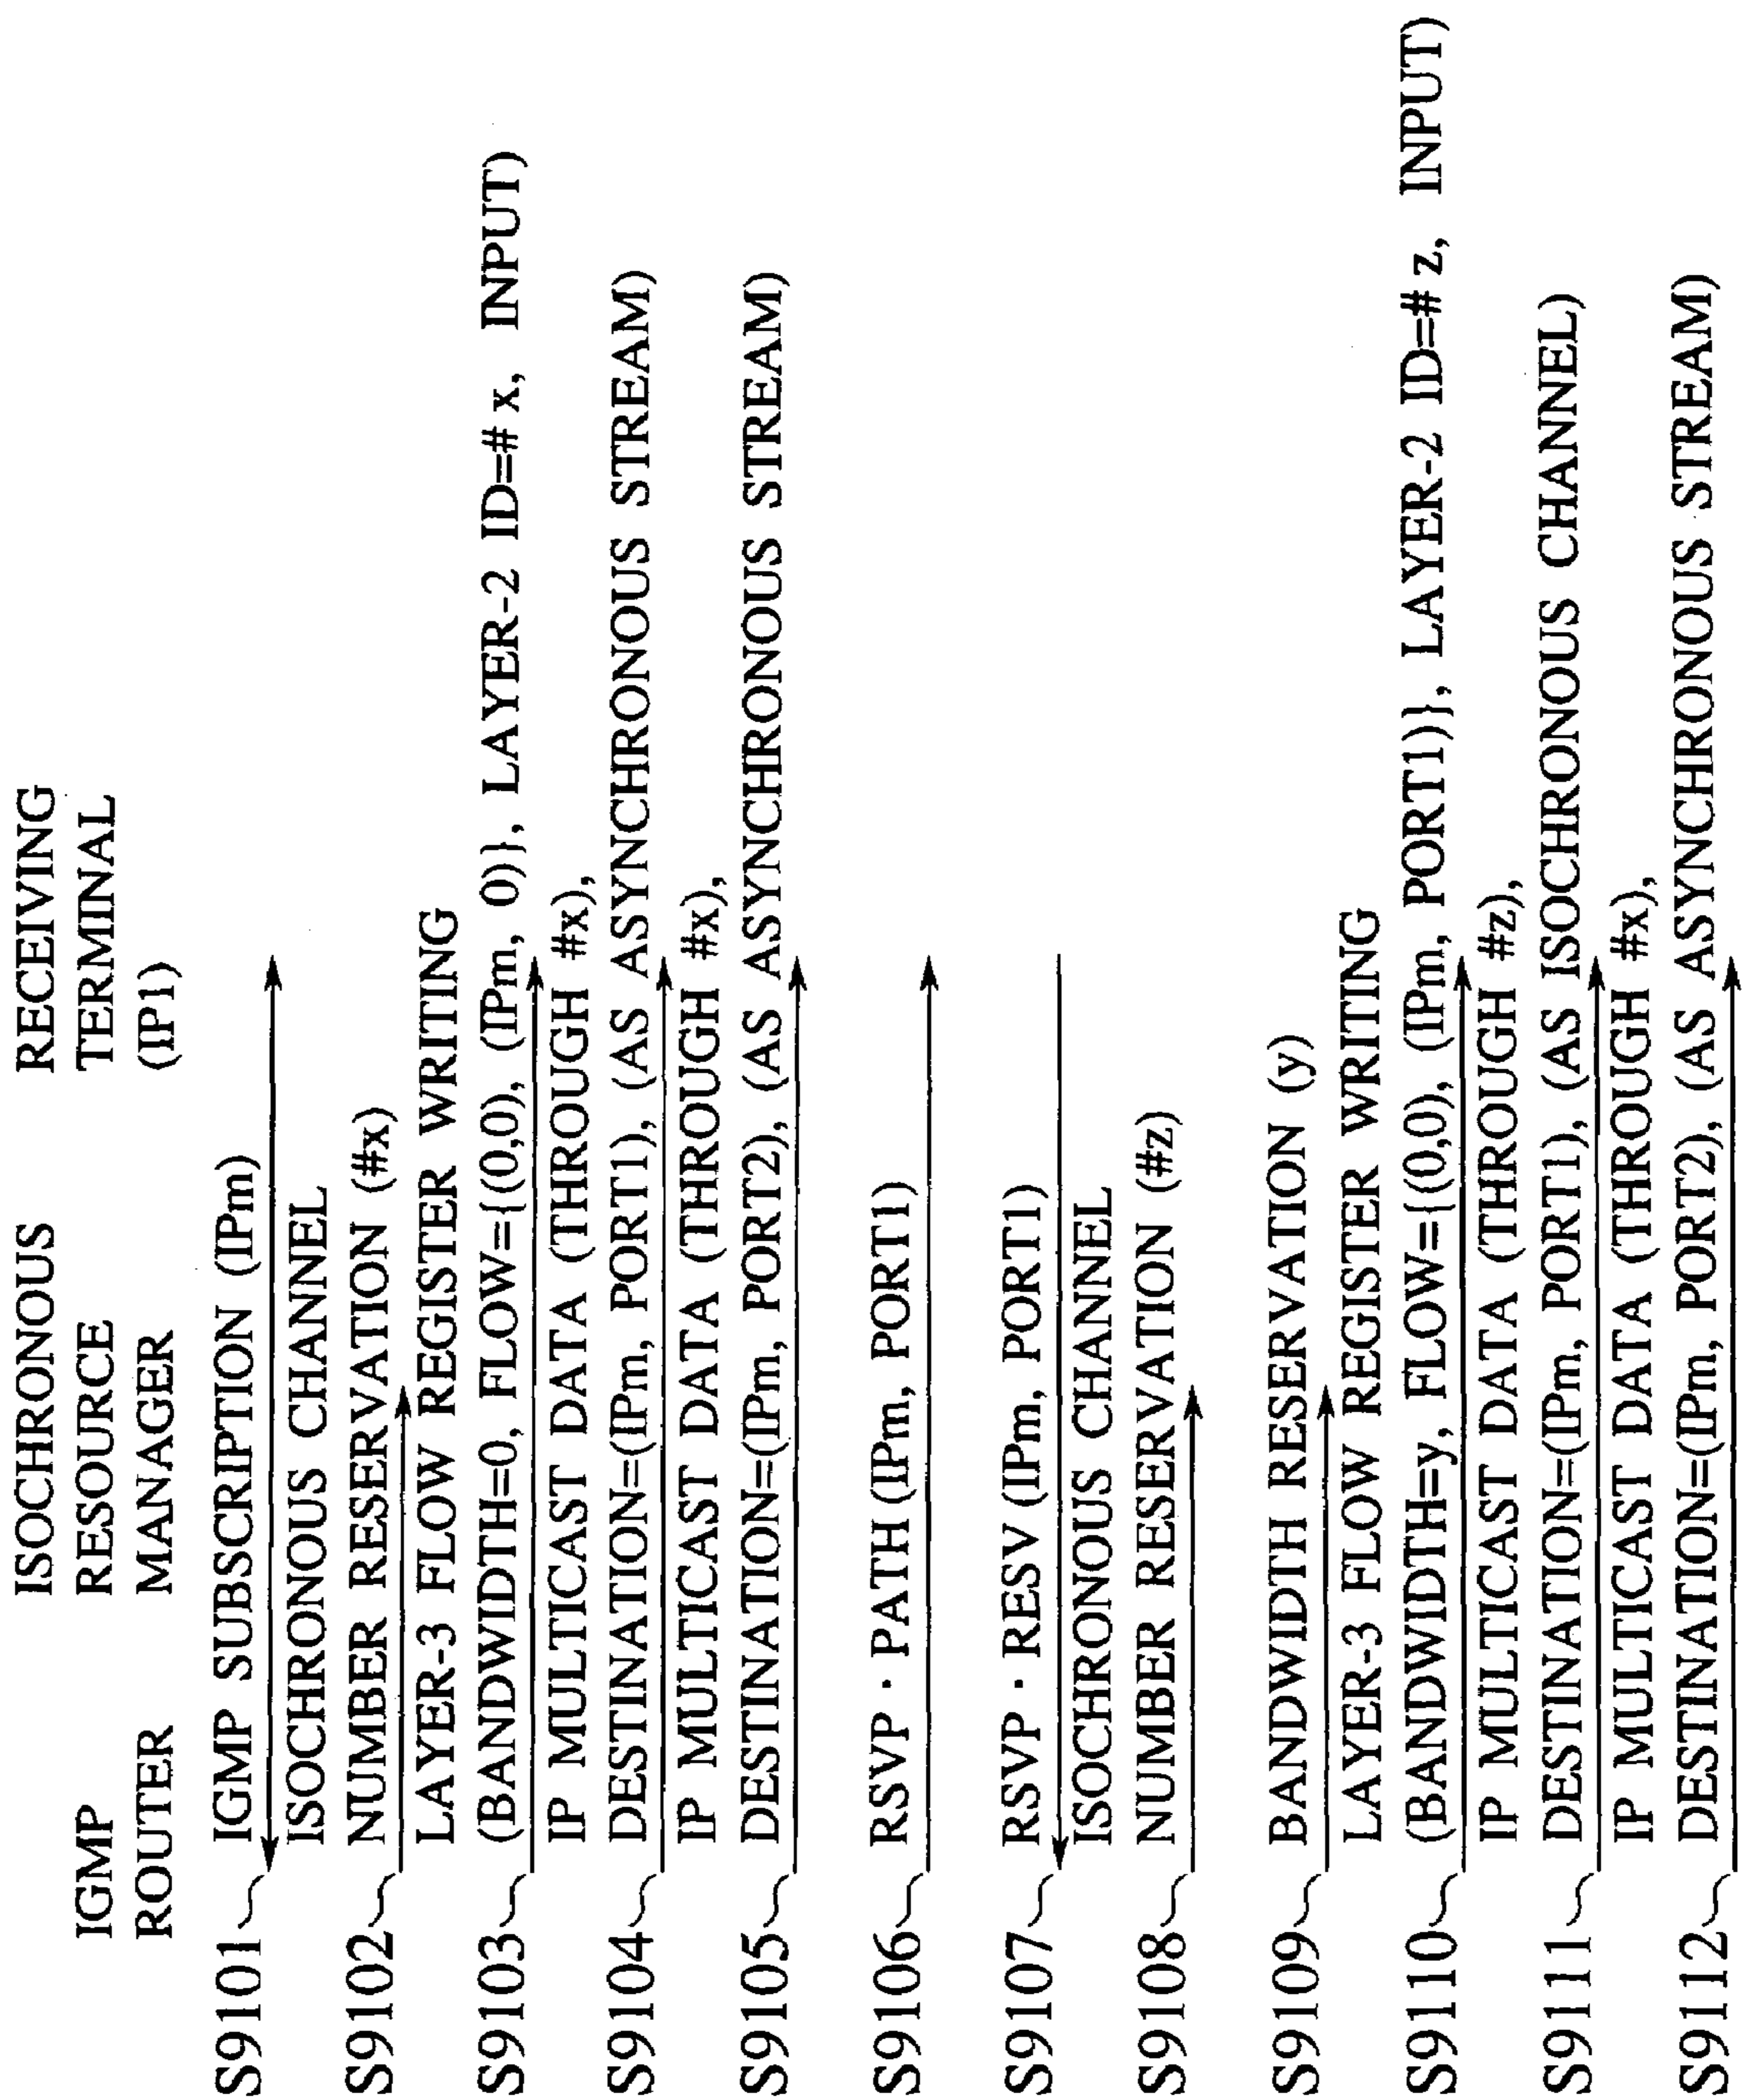 IGMP
ROUTER
ISOCHRONOUS
RESOURCE
MANAGER
RECEIVING
TERMINAL
(IP1)
S9101 IGMP SUBSCRIPTION (IPm)
ISOCHRONOUS CHANNEL
S9102 NUMBER RESERVATION (#x)
LAYER-3 FLOW REGISTER WRITING
S9103 (BANDWIDTH=0, FLOW={(0,0), (IPm, 0)}, LAYER-2 ID=# x, INPUT)
IP MULTICAST DATA (THROUGH #x),
S9104 DESTINATION=(IPm, PORT1), (AS ASYNCHRONOUS STREAM)
IP MULTICAST DATA (THROUGH #x),
S9105 DESTINATION=(IPm, PORT2), (AS ASYNCHRONOUS STREAM)
S9106 RSVP · PATH (IPm, PORT1)
S9107 RSVP · RESV (IPm, PORT1)
ISOCHRONOUS CHANNEL
S9108 NUMBER RESERVATION (#z)
S9109 BANDWIDTH RESERVATION (y)
LAYER-3 FLOW REGISTER WRITING
S9110 (BANDWIDTH=y, FLOW={(0,0), (IPm, PORT1)}, LAYER-2 ID=# z, INPUT)
IP MULTICAST DATA (THROUGH #z),
S9111 DESTINATION=(IPm, PORT1), (AS ISOCHRONOUS CHANNEL)
IP MULTICAST DATA (THROUGH #x),
S9112 DESTINATION=(IPm, PORT2), (AS ASYNCHRONOUS STREAM)